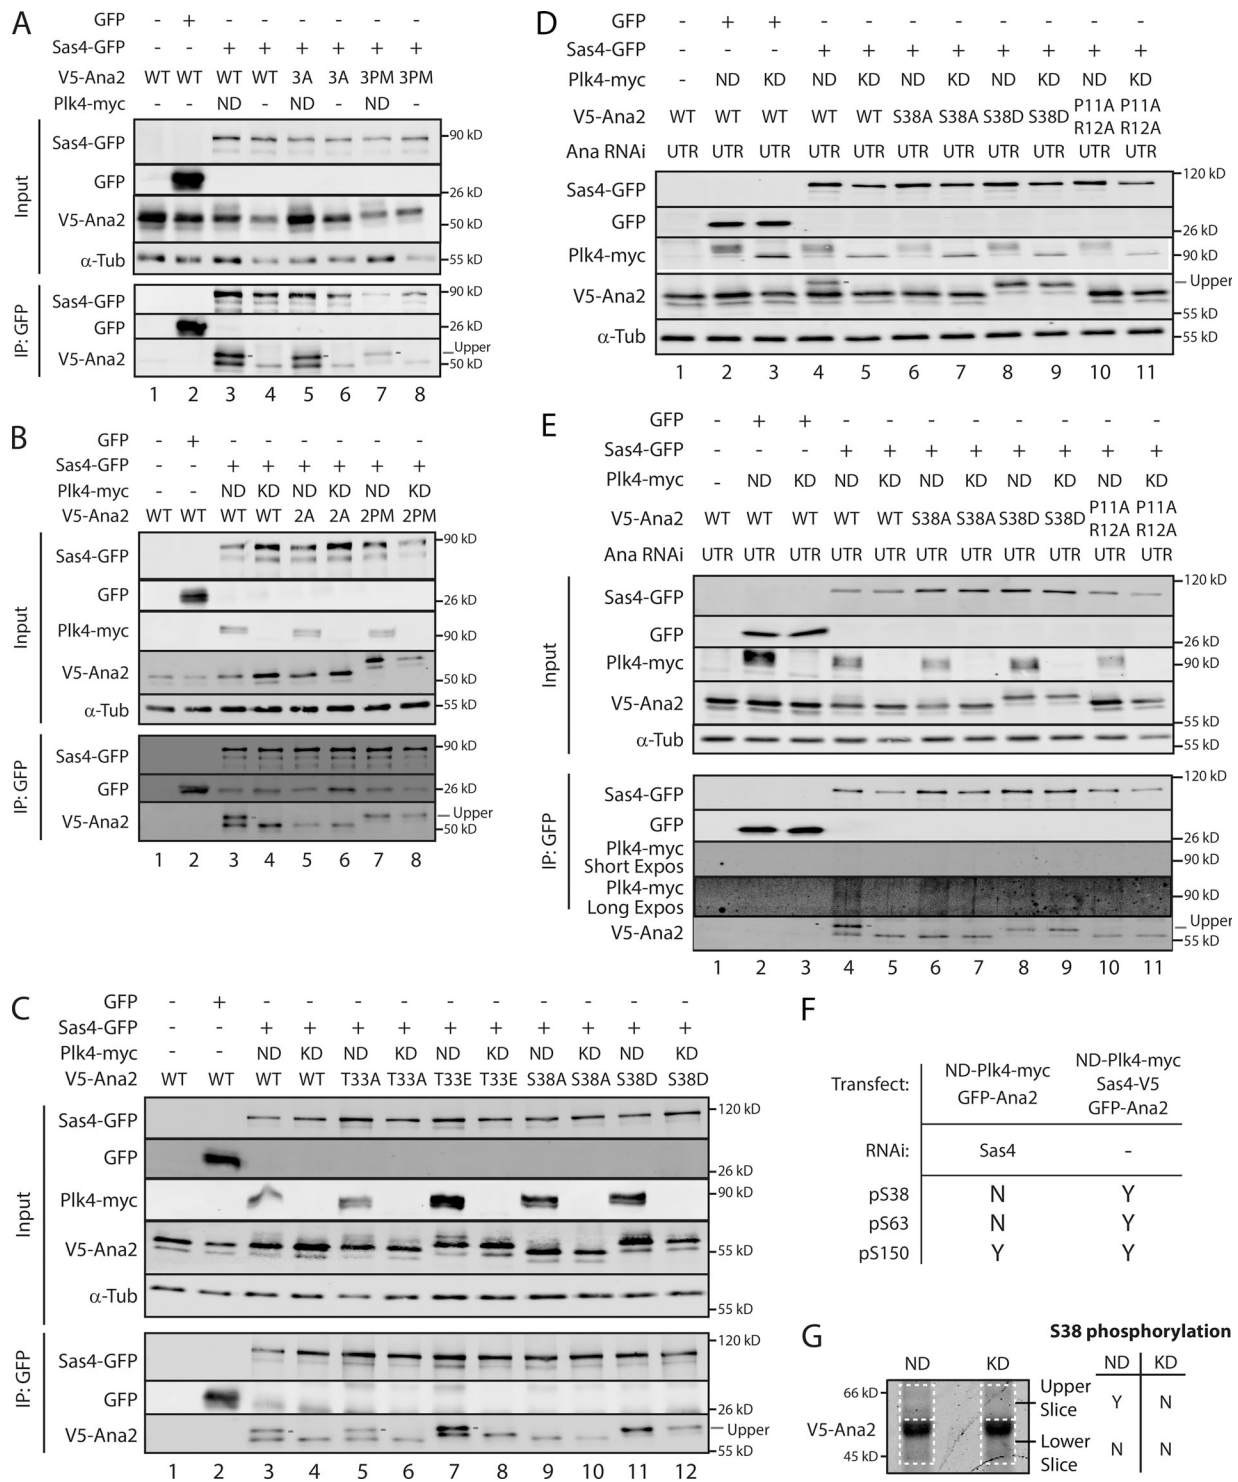 A
GFP - + - - - - - -
Sas4-GFP - - + + + + + +
V5-Ana2 WT WT WT WT 3A 3A 3PM 3PM
Plk4-myc - - ND - ND - ND -
Input
Sas4-GFP 90 kD
GFP 26 kD
V5-Ana2 50 kD
α-Tub 55 kD
IP: GFP
Sas4-GFP 90 kD
GFP 26 kD
V5-Ana2 Upper
50 kD
1 2 3 4 5 6 7 8
B
GFP - + - - - - - -
Sas4-GFP - - + + + + + +
Plk4-myc - - ND KD ND KD ND KD
V5-Ana2 WT WT WT WT 2A 2A 2PM 2PM
Input
Sas4-GFP 90 kD
GFP 26 kD
Plk4-myc 90 kD
V5-Ana2 50 kD
α-Tub 55 kD
IP: GFP
Sas4-GFP 90 kD
GFP 26 kD
V5-Ana2 Upper
50 kD
1 2 3 4 5 6 7 8
C
GFP - + - - - - - - - - - -
Sas4-GFP - - + + + + + + + + + +
Plk4-myc - - ND KD ND KD ND KD ND KD ND KD
V5-Ana2 WT WT WT WT T33A T33A T33E T33E S38A S38A S38D S38D
Input
Sas4-GFP 120 kD
GFP 26 kD
Plk4-myc 90 kD
V5-Ana2 55 kD
α-Tub 55 kD
IP: GFP
Sas4-GFP 120 kD
GFP 26 kD
V5-Ana2 Upper
55 kD
1 2 3 4 5 6 7 8 9 10 11 12
D
GFP - + + - - - - - - - -
Sas4-GFP - - - + + + + + + + +
Plk4-myc - ND KD ND KD ND KD ND KD ND KD
V5-Ana2 WT WT WT WT WT S38A S38A S38D S38D P11A R12A P11A R12A
Ana RNAi UTR UTR UTR UTR UTR UTR UTR UTR UTR UTR UTR
Sas4-GFP 120 kD
GFP 26 kD
Plk4-myc 90 kD
V5-Ana2 Upper
55 kD
α-Tub 55 kD
1 2 3 4 5 6 7 8 9 10 11
E
GFP - + + - - - - - - - -
Sas4-GFP - - - + + + + + + + +
Plk4-myc - ND KD ND KD ND KD ND KD ND KD
V5-Ana2 WT WT WT WT WT S38A S38A S38D S38D P11A R12A P11A R12A
Ana RNAi UTR UTR UTR UTR UTR UTR UTR UTR UTR UTR UTR
Input
Sas4-GFP 120 kD
GFP 26 kD
Plk4-myc 90 kD
V5-Ana2 55 kD
α-Tub 55 kD
IP: GFP
Sas4-GFP 120 kD
GFP 26 kD
Plk4-myc
Short Expos 90 kD
Plk4-myc
Long Expos 90 kD
V5-Ana2 Upper
55 kD
1 2 3 4 5 6 7 8 9 10 11
F
Transfect: ND-Plk4-myc GFP-Ana2 ND-Plk4-myc Sas4-V5 GFP-Ana2
RNAi: Sas4 -
pS38 N Y
pS63 N Y
pS150 Y Y
G
S38 phosphorylation
ND KD ND KD
66 kD
V5-Ana2
45 kD
Upper Slice Y N
Lower Slice N N